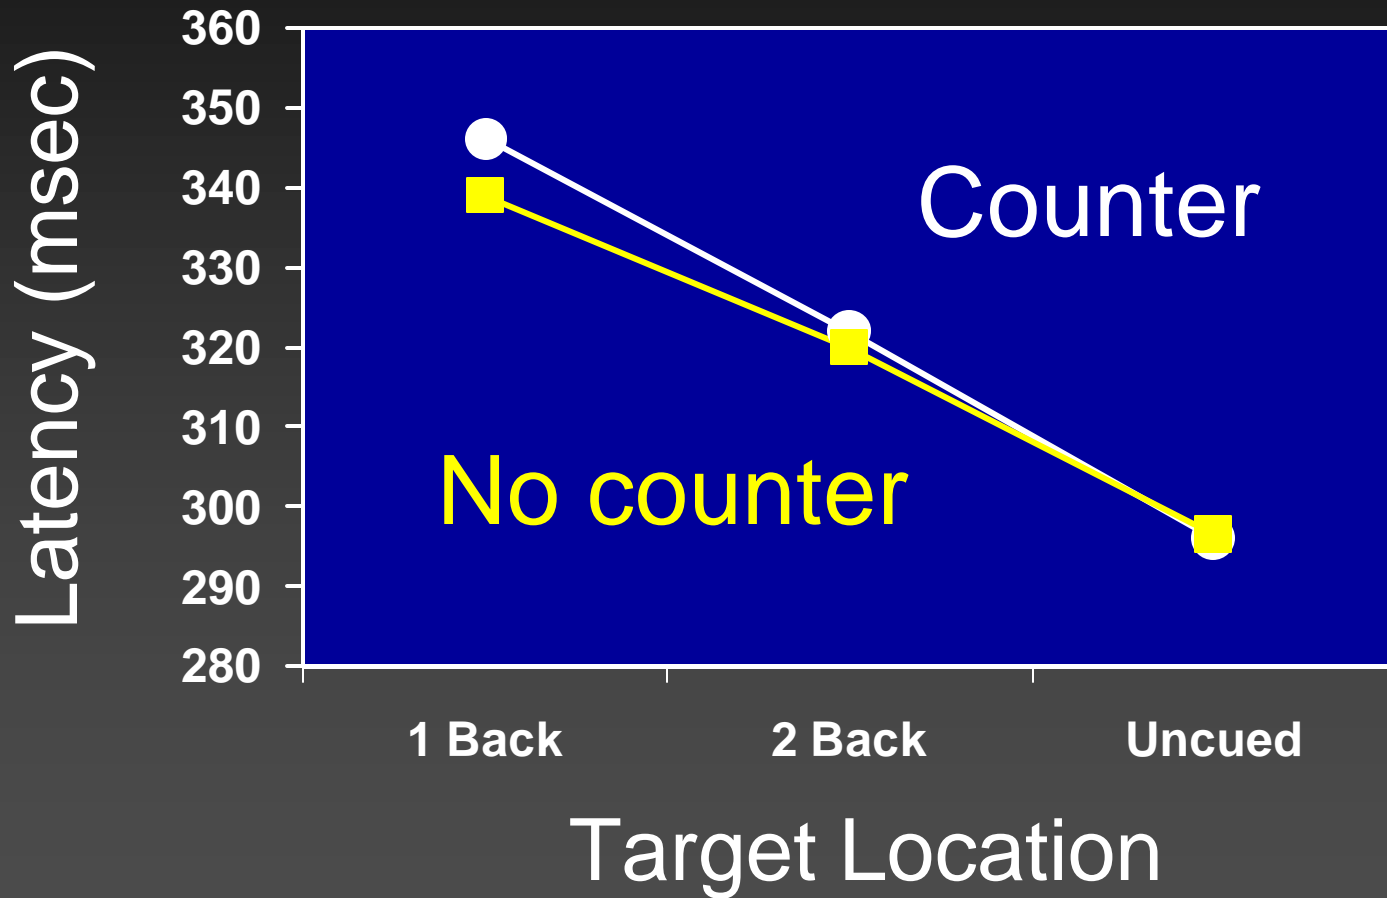 Latency (msec)
360
350
340
330
320
310
300
290
280
Counter
No counter
1 Back
2 Back
Uncued
Target Location